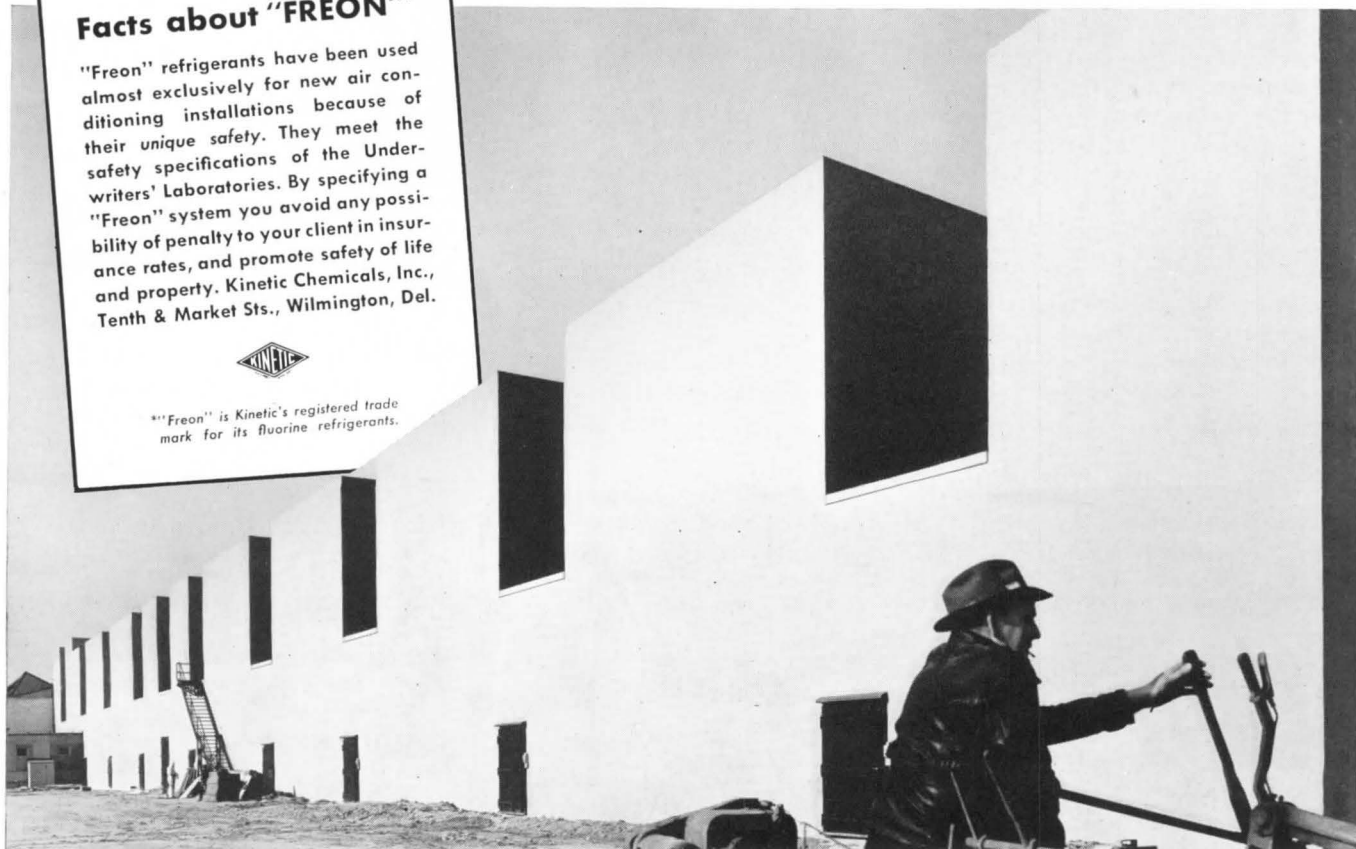 Facts about "FREON"*
"Freon" refrigerants have been used
almost exclusively for new air con-
ditioning installations because of
their unique safety. They meet the
safety specifications of the Under-
writers' Laboratories. By specifying a
"Freon" system you avoid any possi-
bility of penalty to your client in insur-
ance rates, and promote safety of life
and property. Kinetic Chemicals, Inc.,
Tenth & Market Sts., Wilmington, Del.
KINETIC
*"Freon" is Kinetic's registered trade
mark for its fluorine refrigerants.